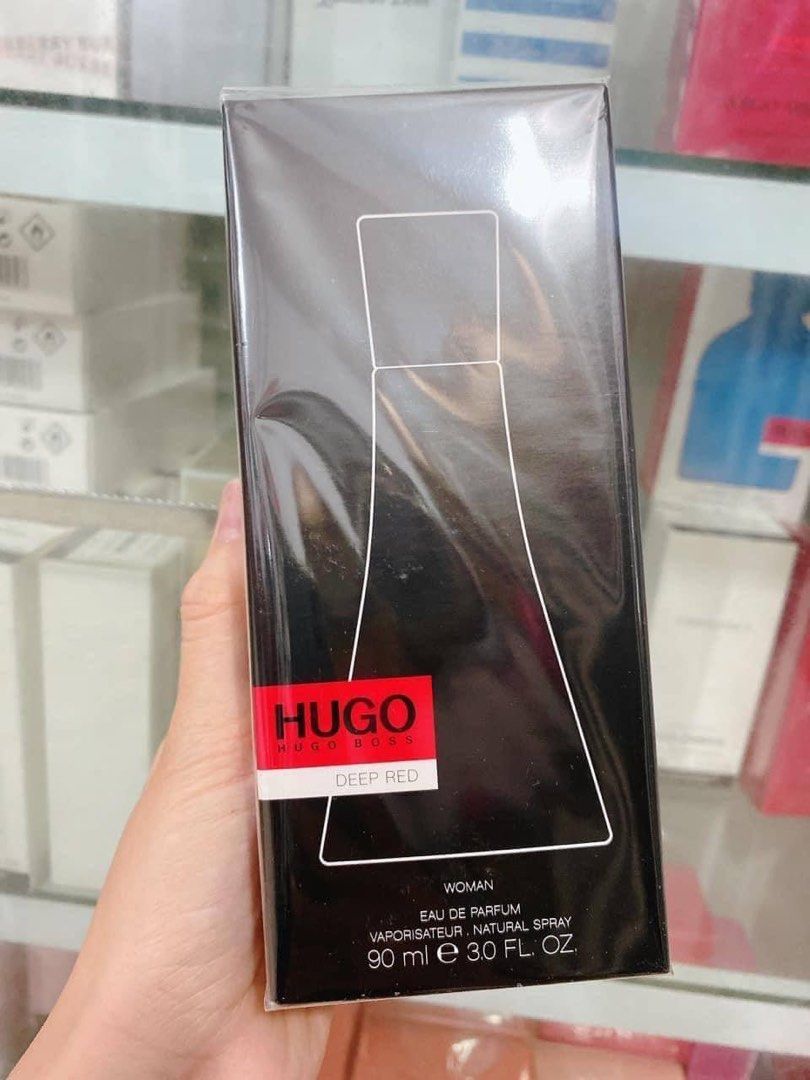 HUGO
HUGO BOSS
DEEP RED
WOMAN
EAU DE PARFUM
VAPORISATEUR . NATURAL SPRAY
90 ml e 3.0 FL. OZ.